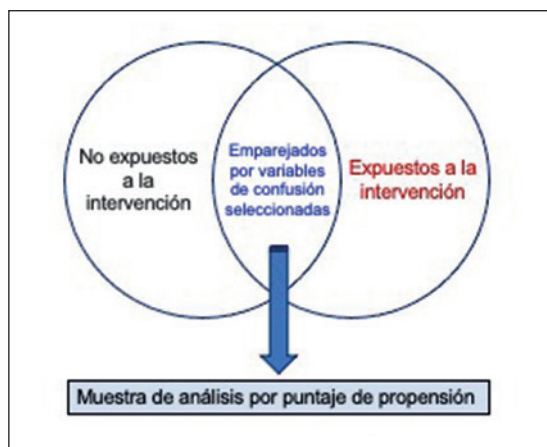 No expuestos
a la
intervención
Emparejados
por variables
de confusión
seleccionadas
Expuestos a la
intervención
Muestra de análisis por puntaje de propensión